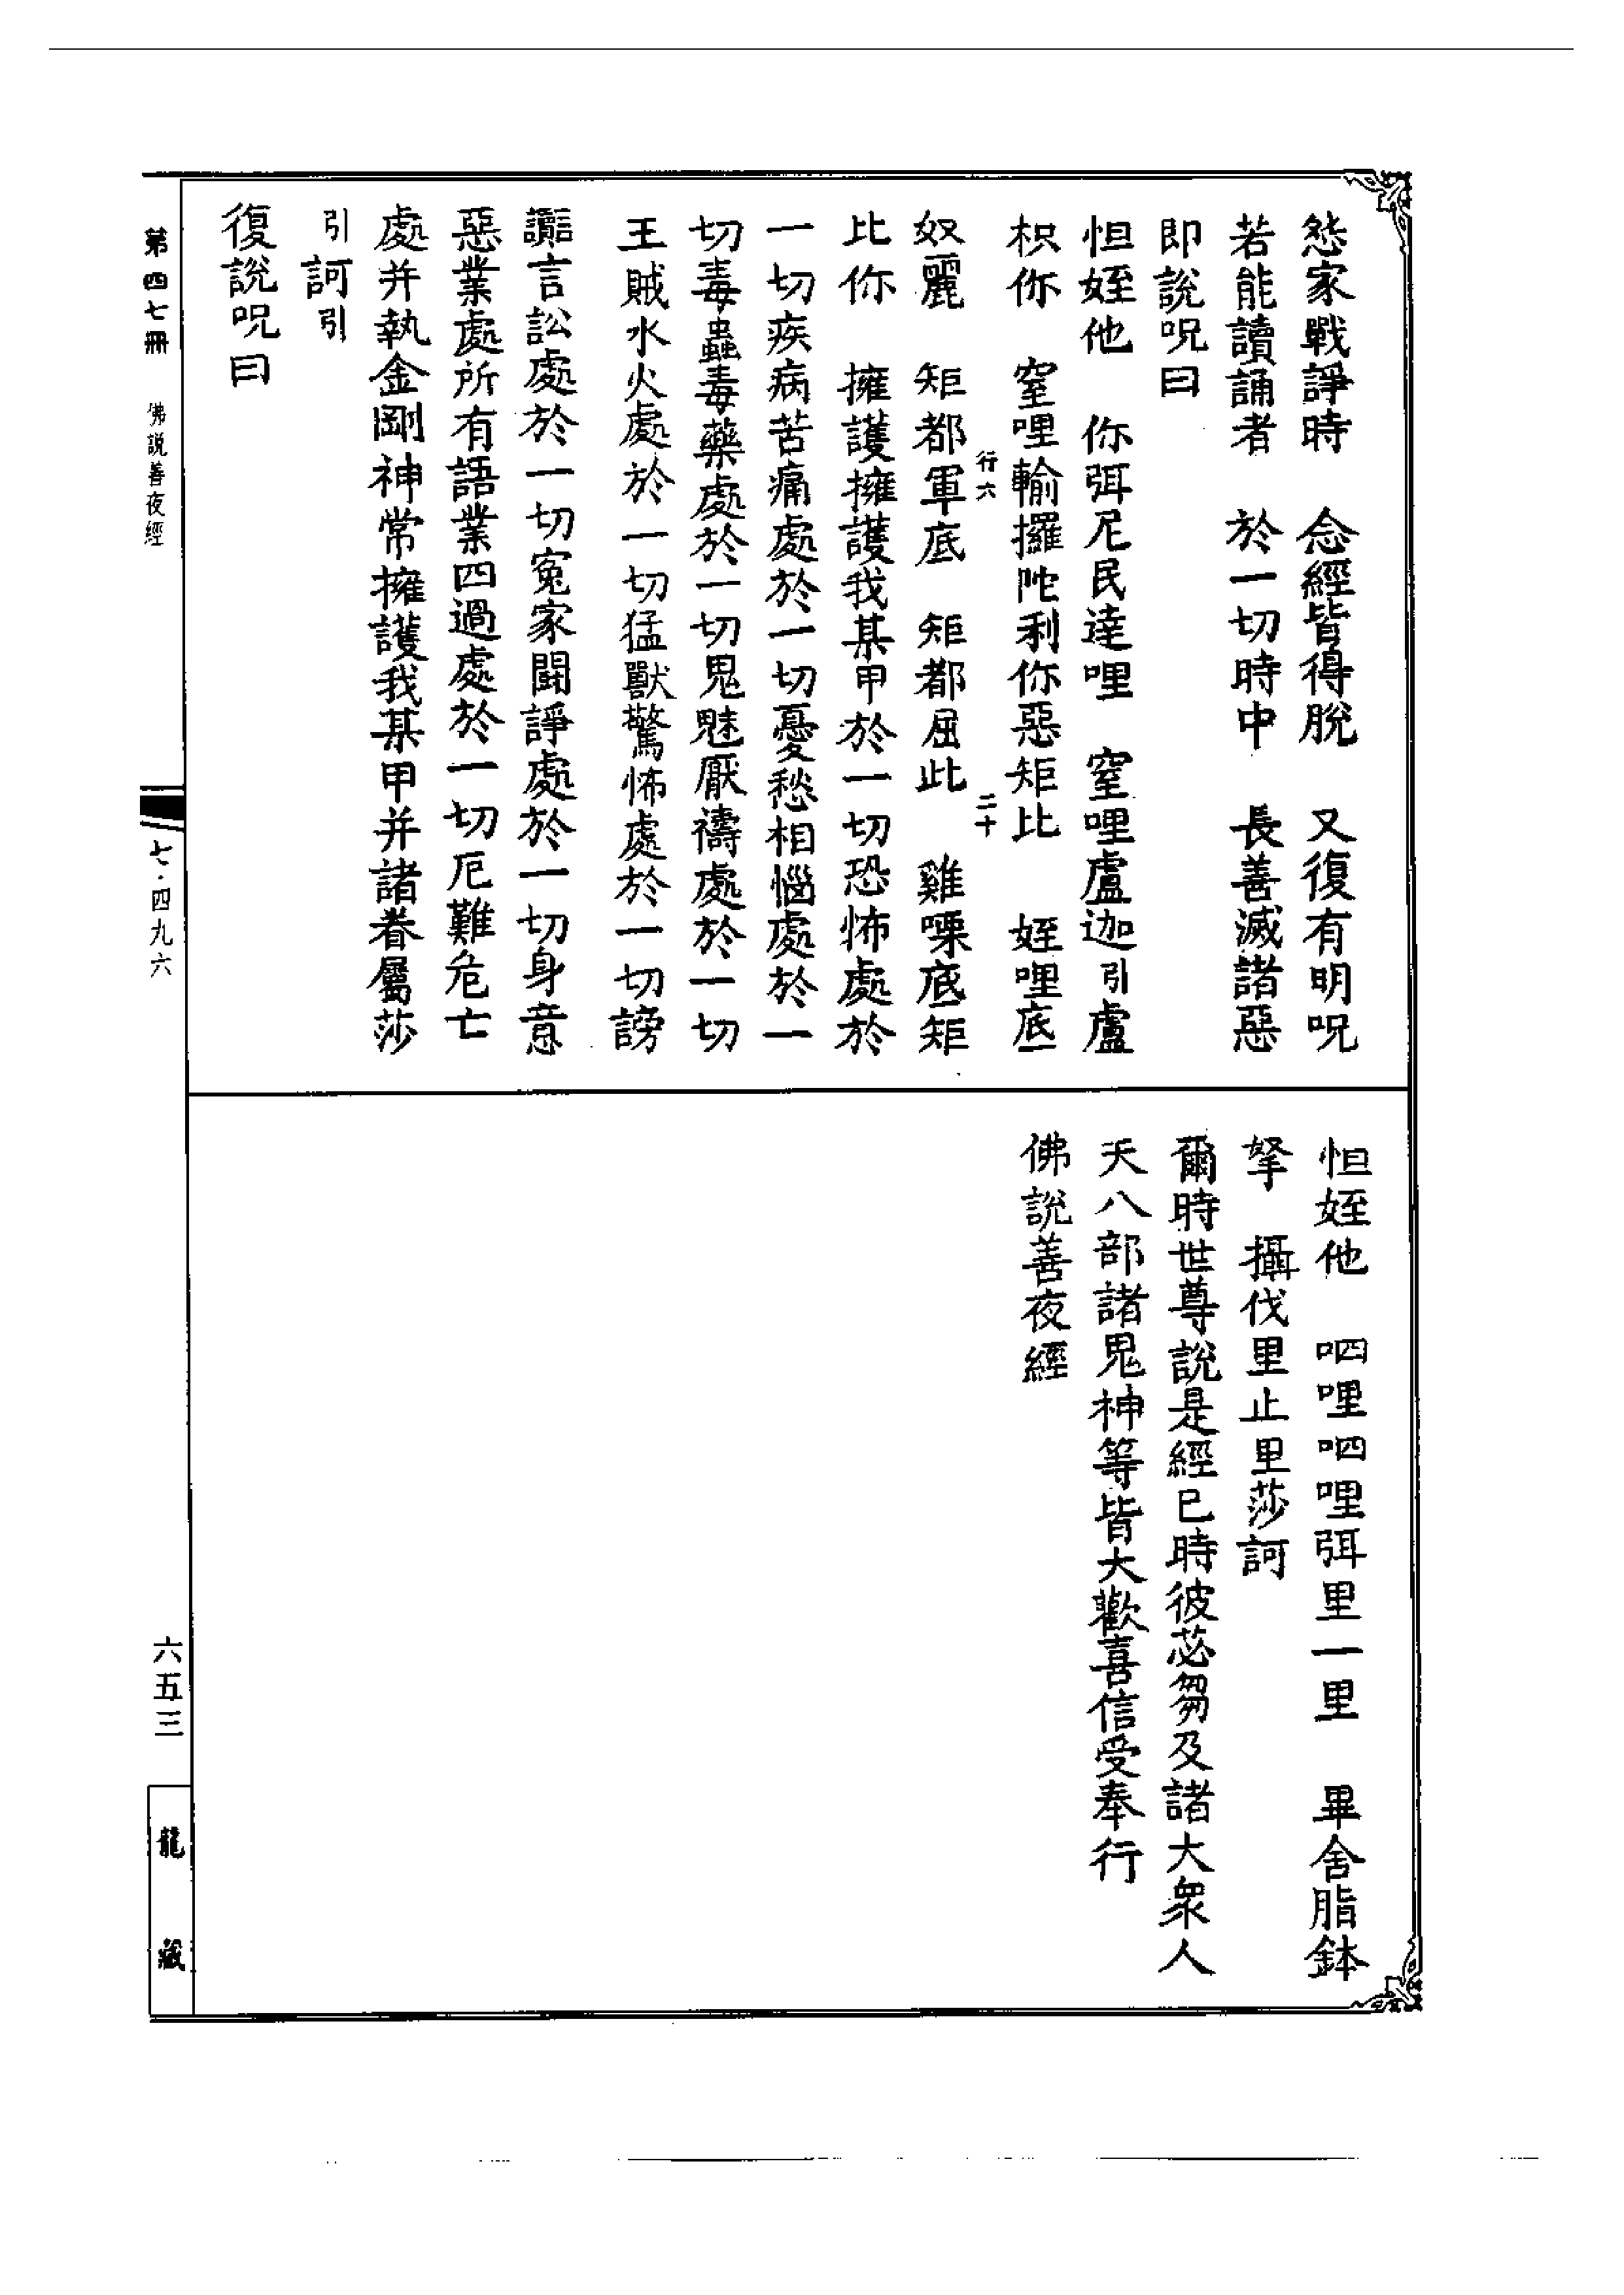 怨家戰諍時　念經皆得脫　又復有明呪
若能讀誦者　於一切時中　長善滅諸惡
即說呪曰
怛姪他　你弭尼民達哩　窒哩盧迦引盧
枳你　窒哩輸攞陀利你惡矩比　姪哩底
行六　二十
奴麗　矩都軍底　矩都屈比　雞㗚底矩
比你　擁護擁護我某甲於一切恐怖處於
一切疾病苦痛處於一切憂愁相惱處於一
切毒蟲毒藥處於一切鬼魅厭禱處於一切
王賊水火處於一切猛獸驚怖處於一切謗
讟言訟處於一切冤家鬪諍處於一切身意
惡業處所有語業四過處於一切厄難危亡
處并執金剛神常擁護我某甲并諸眷屬莎
引訶引
復說呪曰
怛姪他　呬哩呬哩弭里一里　畢舍脂鉢
拏　攝伐里止里莎訶
爾時世尊說是經已時彼苾芻及諸大眾人
天八部諸鬼神等皆大歡喜信受奉行
佛說善夜經
第四七冊　佛說善夜經
七·四九六
六五三
龍藏